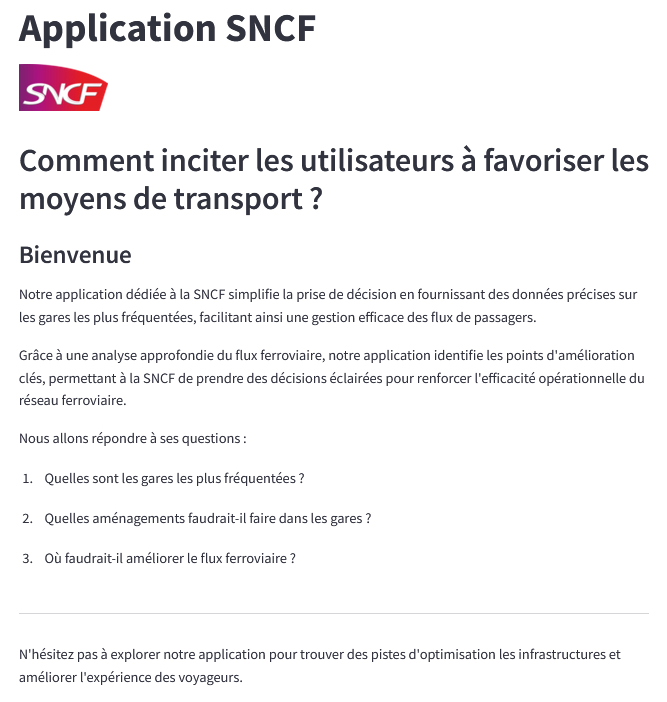 Application SNCF
SNCF
Comment inciter les utilisateurs à favoriser les
moyens de transport ?
Bienvenue
Notre application dédiée à la SNCF simplifie la prise de décision en fournissant des données précises sur
les gares les plus fréquentées, facilitant ainsi une gestion efficace des flux de passagers.
Grâce à une analyse approfondie du flux ferroviaire, notre application identifie les points d'amélioration
clés, permettant à la SNCF de prendre des décisions éclairées pour renforcer l'efficacité opérationnelle du
réseau ferroviaire.
Nous allons répondre à ses questions :
1. Quelles sont les gares les plus fréquentées ?
2. Quelles aménagements faudrait-il faire dans les gares ?
3. Où faudrait-il améliorer le flux ferroviaire ?
N'hésitez pas à explorer notre application pour trouver des pistes d'optimisation les infrastructures et
améliorer l'expérience des voyageurs.